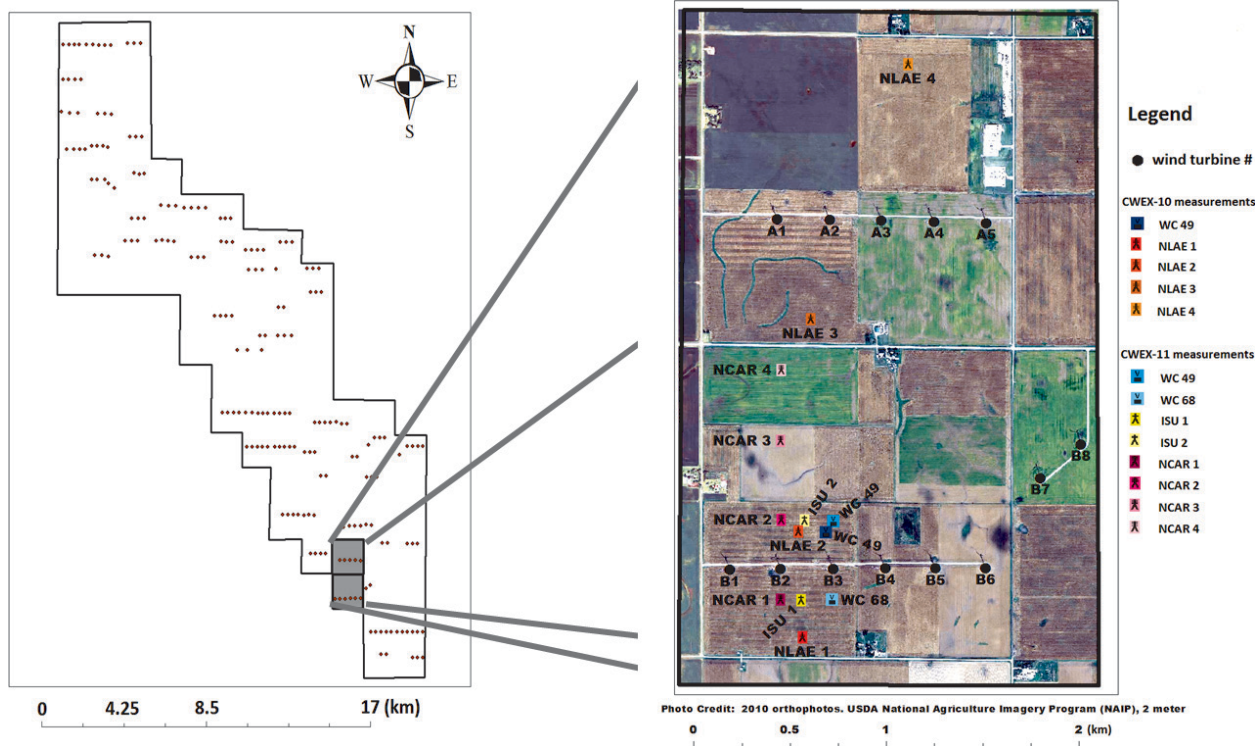 N
W E
S
0 4.25 8.5 17 (km)
NLAE 4
A1 A2 A3 A4 A5
NLAE 3
NCAR 4
NCAR 3
B8
B7
ISU 2
WC 49
NCAR 2
NLAE 2
WC 49
B1 B2 B3 B4 B5 B6
NCAR 1
ISU 1
WC 68
NLAE 1
Photo Credit: 2010 orthophotos. USDA National Agriculture Imagery Program (NAIP), 2 meter
0 0.5 1 2 (km)
Legend
wind turbine #
CWEX-10 measurements
WC 49
NLAE 1
NLAE 2
NLAE 3
NLAE 4
CWEX-11 measurements
WC 49
WC 68
ISU 1
ISU 2
NCAR 1
NCAR 2
NCAR 3
NCAR 4